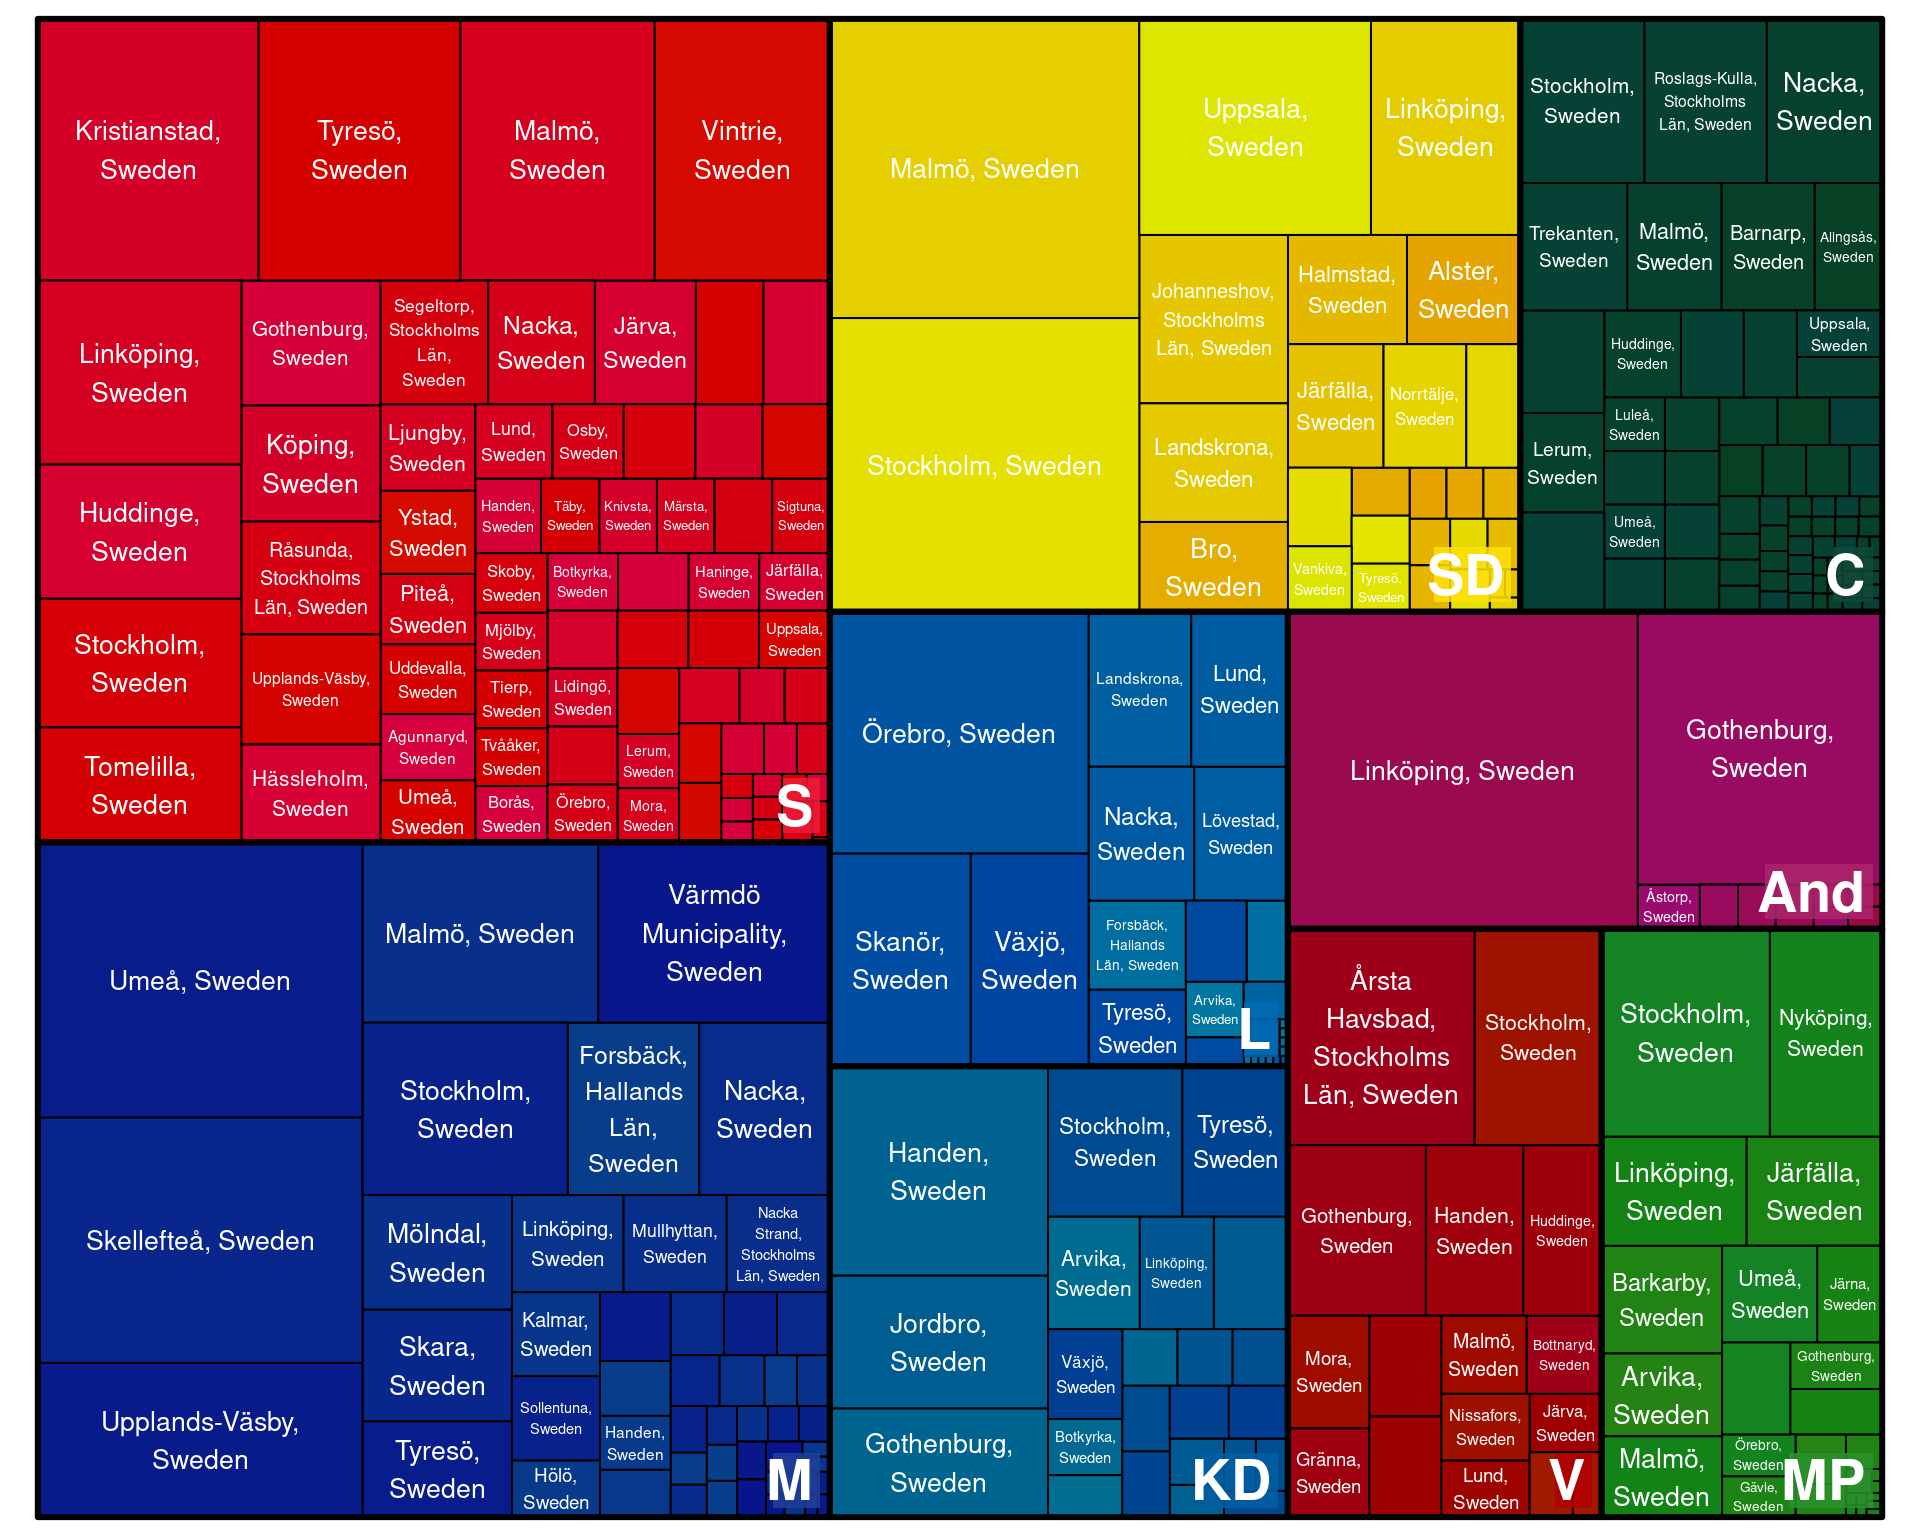 Kristianstad,
Sweden
Tyresö,
Sweden
Malmö,
Sweden
Vintrie,
Sweden
Linköping,
Sweden
Huddinge,
Sweden
Stockholm,
Sweden
Tomelilla,
Sweden
Gothenburg,
Sweden
Köping,
Sweden
Råsunda,
Stockholms
Län, Sweden
Upplands-Väsby,
Sweden
Hässleholm,
Sweden
Segeltorp,
Stockholms
Län,
Sweden
Nacka,
Sweden
Järva,
Sweden
Ljungby,
Sweden
Ystad,
Sweden
Piteå,
Sweden
Uddevalla,
Sweden
Agunnaryd,
Sweden
Umeå,
Sweden
Lund,
Sweden
Osby,
Sweden
Handen,
Sweden
Täby,
Sweden
Knivsta,
Sweden
Märsta,
Sweden
Sigtuna,
Sweden
Skoby,
Sweden
Mjölby,
Sweden
Tierp,
Sweden
Tvååker,
Sweden
Borås,
Sweden
Botkyrka,
Sweden
Haninge,
Sweden
Järfälla,
Sweden
Uppsala,
Sweden
Lidingö,
Sweden
Örebro,
Sweden
Lerum,
Sweden
Mora,
Sweden
S
Umeå, Sweden
Skellefteå, Sweden
Upplands-Väsby,
Sweden
Malmö, Sweden
Värmdö
Municipality,
Sweden
Stockholm,
Sweden
Forsbäck,
Hallands
Län,
Sweden
Nacka,
Sweden
Mölndal,
Sweden
Skara,
Sweden
Tyresö,
Sweden
Linköping,
Sweden
Mullhyttan,
Sweden
Nacka
Strand,
Stockholms
Län, Sweden
Kalmar,
Sweden
Sollentuna,
Sweden
Hölö,
Sweden
Handen,
Sweden
M
Malmö, Sweden
Stockholm, Sweden
Uppsala,
Sweden
Linköping,
Sweden
Johanneshov,
Stockholms
Län, Sweden
Landskrona,
Sweden
Bro,
Sweden
Halmstad,
Sweden
Alster,
Sweden
Järfälla,
Sweden
Norrtälje,
Sweden
Vankiva,
Sweden
Tyresö,
Sweden
SD
Stockholm,
Sweden
Roslags-Kulla,
Stockholms
Län, Sweden
Nacka,
Sweden
Trekanten,
Sweden
Malmö,
Sweden
Barnarp,
Sweden
Alingsås,
Sweden
Lerum,
Sweden
Huddinge,
Sweden
Uppsala,
Sweden
Luleå,
Sweden
Umeå,
Sweden
C
Örebro, Sweden
Skanör,
Sweden
Växjö,
Sweden
Landskrona,
Sweden
Lund,
Sweden
Nacka,
Sweden
Lövestad,
Sweden
Forsbäck,
Hallands
Län, Sweden
Tyresö,
Sweden
Arvika,
Sweden
L
Handen,
Sweden
Jordbro,
Sweden
Gothenburg,
Sweden
Stockholm,
Sweden
Tyresö,
Sweden
Arvika,
Sweden
Linköping,
Sweden
Växjö,
Sweden
Botkyrka,
Sweden
KD
Linköping, Sweden
Gothenburg,
Sweden
Åstorp,
Sweden
And
Årsta
Havsbad,
Stockholms
Län, Sweden
Stockholm,
Sweden
Gothenburg,
Sweden
Handen,
Sweden
Huddinge,
Sweden
Mora,
Sweden
Gränna,
Sweden
Malmö,
Sweden
Bottnaryd,
Sweden
Nissafors,
Sweden
Järva,
Sweden
Lund,
Sweden
V
Stockholm,
Sweden
Nyköping,
Sweden
Linköping,
Sweden
Järfälla,
Sweden
Barkarby,
Sweden
Arvika,
Sweden
Malmö,
Sweden
Umeå,
Sweden
Järna,
Sweden
Gothenburg,
Sweden
Örebro,
Sweden
Gävle,
Sweden
MP